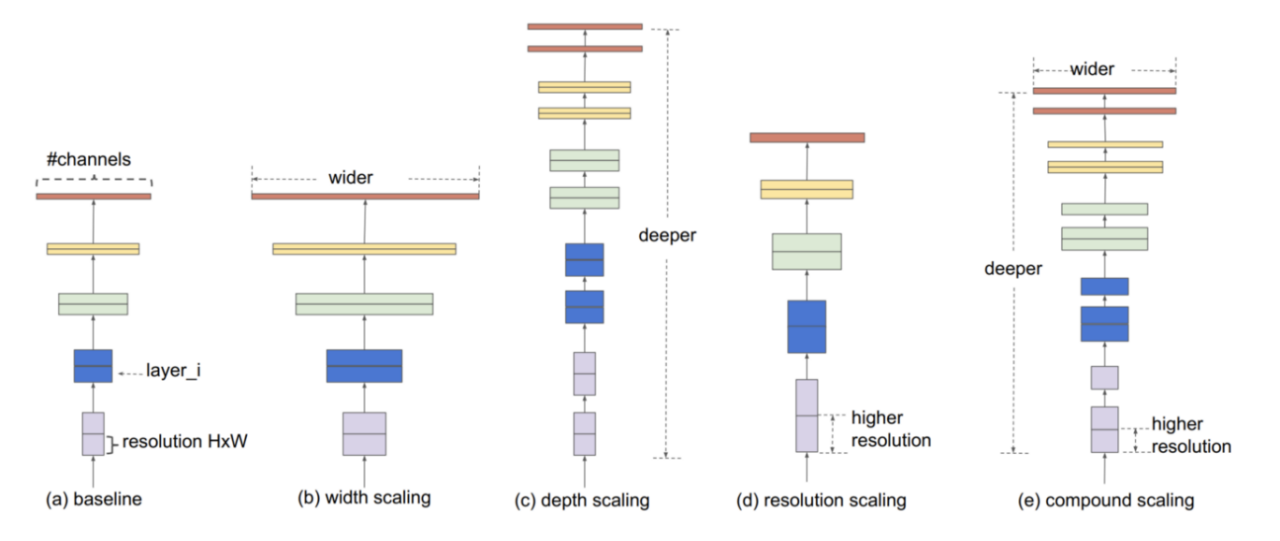 #channels
layer_i
resolution HxW
(a) baseline
wider
(b) width scaling
deeper
(c) depth scaling
higher
resolution
(d) resolution scaling
wider
deeper
higher
resolution
(e) compound scaling